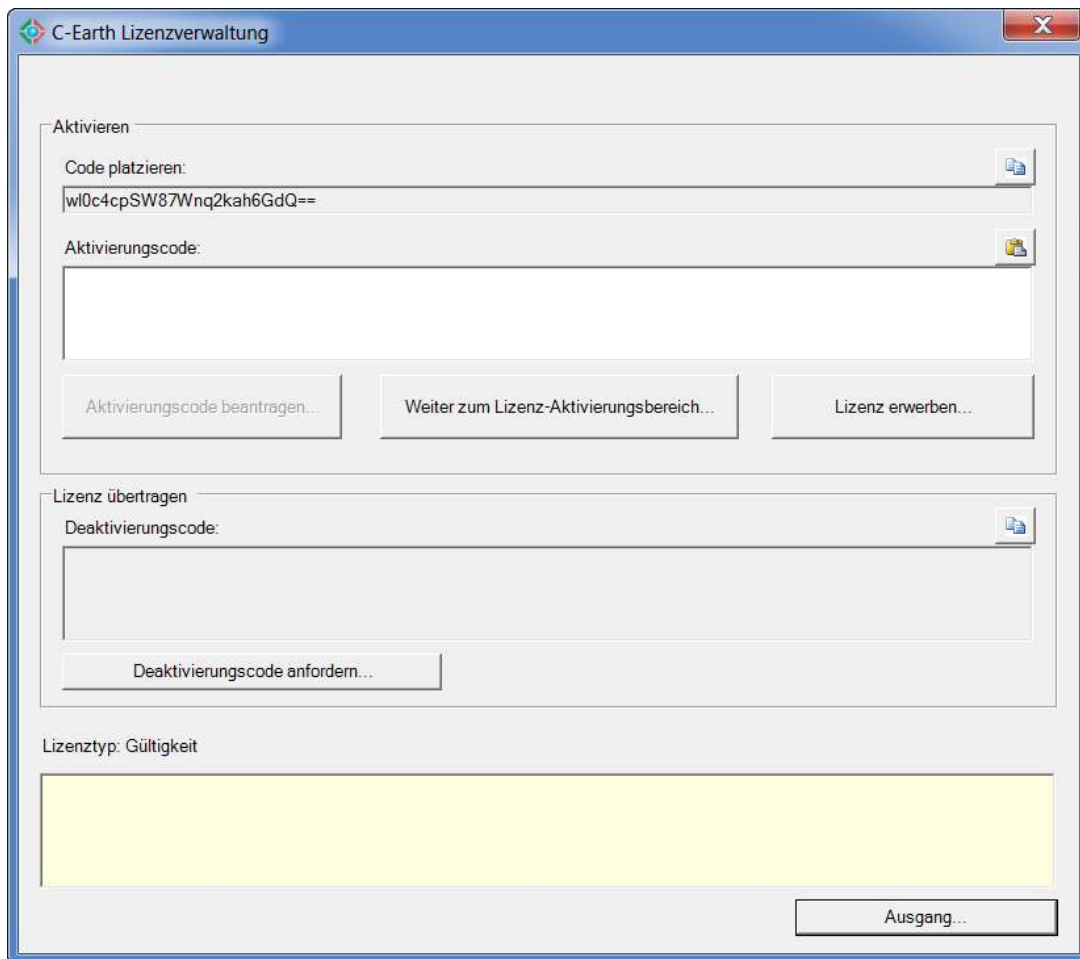 C-Earth Lizenzverwaltung
Aktivieren
Code platzieren:
wl0c4cpSW87Wnq2kah6GdQ==
Aktivierungscode:
Aktivierungscode beantragen...
Weiter zum Lizenz-Aktivierungsbereich...
Lizenz erwerben...
Lizenz übertragen
Deaktivierungscode:
Deaktivierungscode anfordern...
Lizenztyp: Gültigkeit
Ausgang...